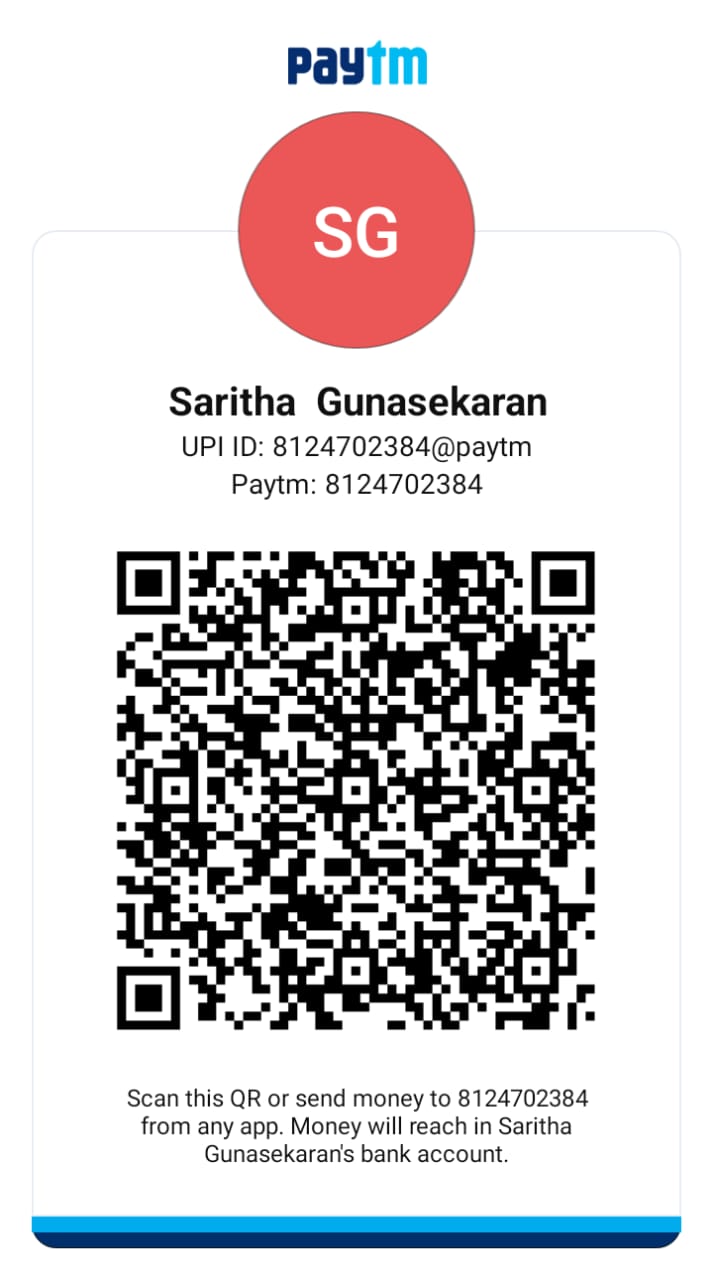 paytm
SG
Saritha Gunasekaran
UPI ID: 8124702384@paytm
Paytm: 8124702384
Scan this QR or send money to 8124702384
from any app. Money will reach in Saritha
Gunasekaran's bank account.